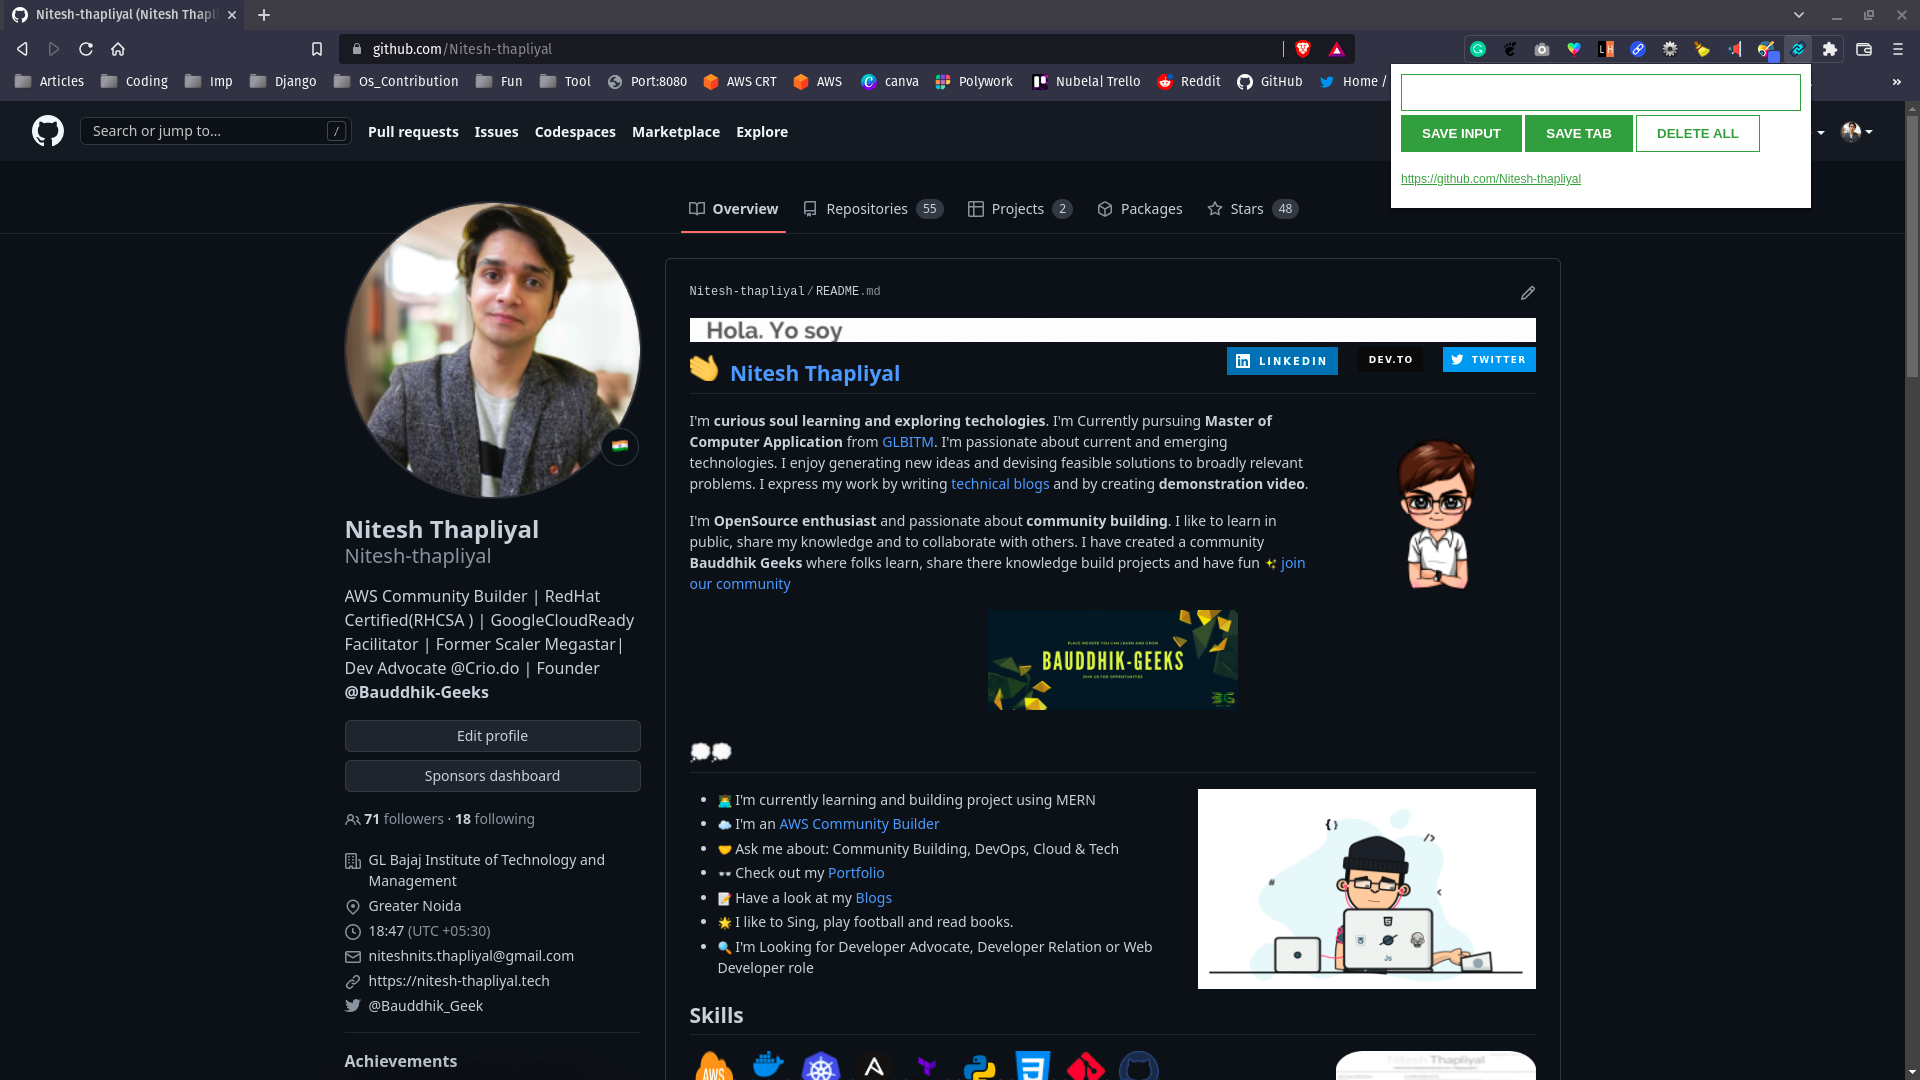 Nitesh-thapliyal (Nitesh Thapli
github.com/Nitesh-thapliyal
Articles
Coding
Imp
Django
Os_Contribution
Fun
Tool
Port:8080
AWS CRT
AWS
canva
Polywork
Nubela| Trello
Reddit
GitHub
Home /
»
SAVE INPUT
SAVE TAB
DELETE ALL
https://github.com/Nitesh-thapliyal
Search or jump to...
/
Pull requests
Issues
Codespaces
Marketplace
Explore
Overview
Repositories 55
Projects 2
Packages
Stars 48
Nitesh-thapliyal/README.md
Hola. Yo soy
Nitesh Thapliyal
LINKEDIN
DEV.TO
TWITTER
I'm curious soul learning and exploring techologies. I'm Currently pursuing Master of
Computer Application from GLBITM. I'm passionate about current and emerging
technologies. I enjoy generating new ideas and devising feasible solutions to broadly relevant
problems. I express my work by writing technical blogs and by creating demonstration video.
I'm OpenSource enthusiast and passionate about community building. I like to learn in
public, share my knowledge and to collaborate with others. I have created a community
Bauddhik Geeks where folks learn, share there knowledge build projects and have fun ✨ join
our community
PLACE WHERE YOU CAN LEARN AND GROW
BAUDDHIK-GEEKS
JOIN US FOR OPPORTUNITIES
I'm currently learning and building project using MERN
I'm an AWS Community Builder
Ask me about: Community Building, DevOps, Cloud & Tech
Check out my Portfolio
Have a look at my Blogs
I like to Sing, play football and read books.
I'm Looking for Developer Advocate, Developer Relation or Web
Developer role
{ }
/>
#
<
Js
Skills
AWS
Nitesh Thapliyal
Nitesh Thapliyal
Nitesh-thapliyal
AWS Community Builder | RedHat
Certified(RHCSA ) | GoogleCloudReady
Facilitator | Former Scaler Megastar|
Dev Advocate @Crio.do | Founder
@Bauddhik-Geeks
Edit profile
Sponsors dashboard
71 followers · 18 following
GL Bajaj Institute of Technology and
Management
Greater Noida
18:47 (UTC +05:30)
niteshnits.thapliyal@gmail.com
https://nitesh-thapliyal.tech
@Bauddhik_Geek
Achievements